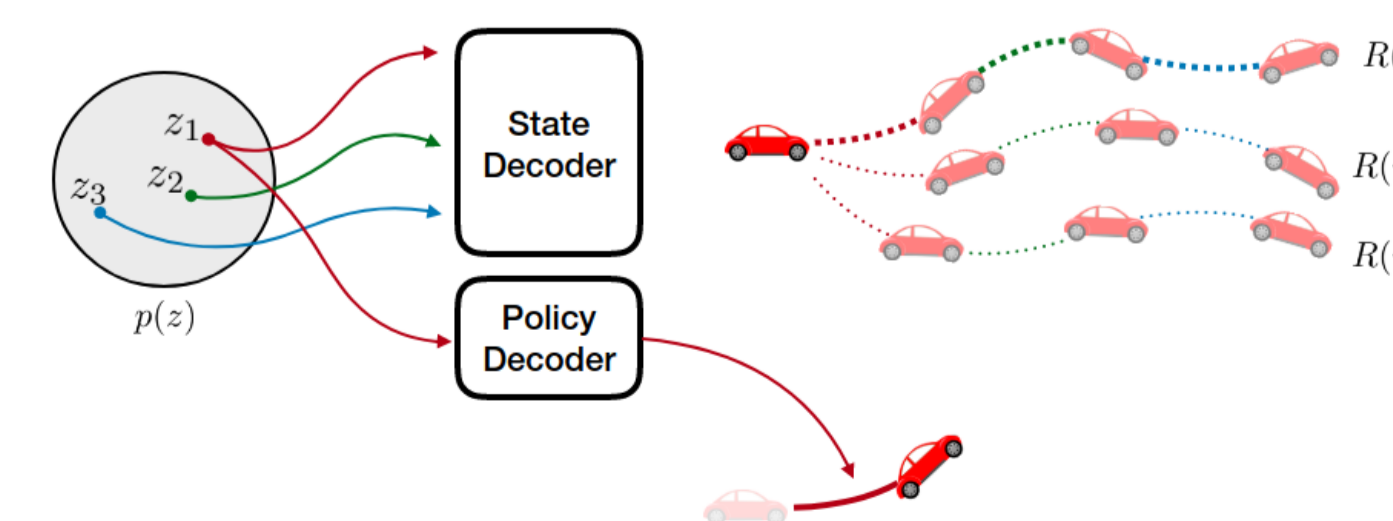 z1
z2
z3
p(z)
State
Decoder
Policy
Decoder
R(
R(
R(